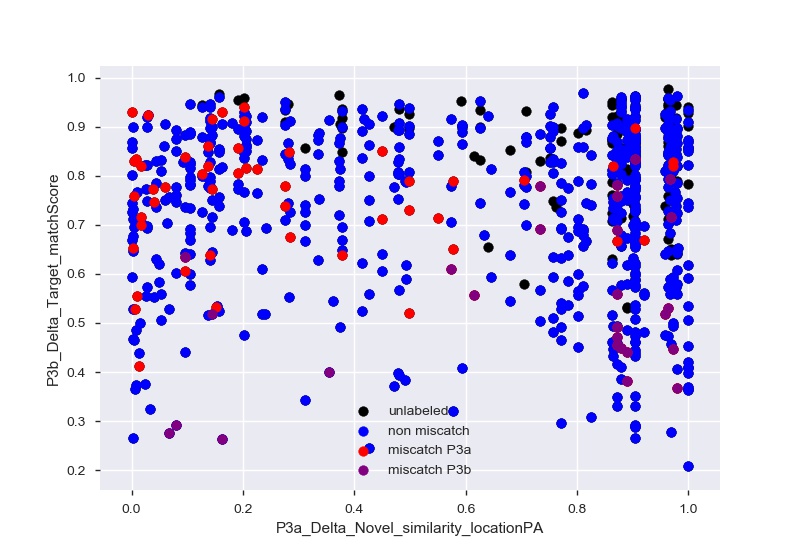 1.0
0.9
0.8
0.7
0.6
0.5
0.4
0.3
0.2
P3b_Delta_Target_matchScore
unlabeled
non miscatch
miscatch P3a
miscatch P3b
0.0 0.2 0.4 0.6 0.8 1.0
P3a_Delta_Novel_similarity_locationPA